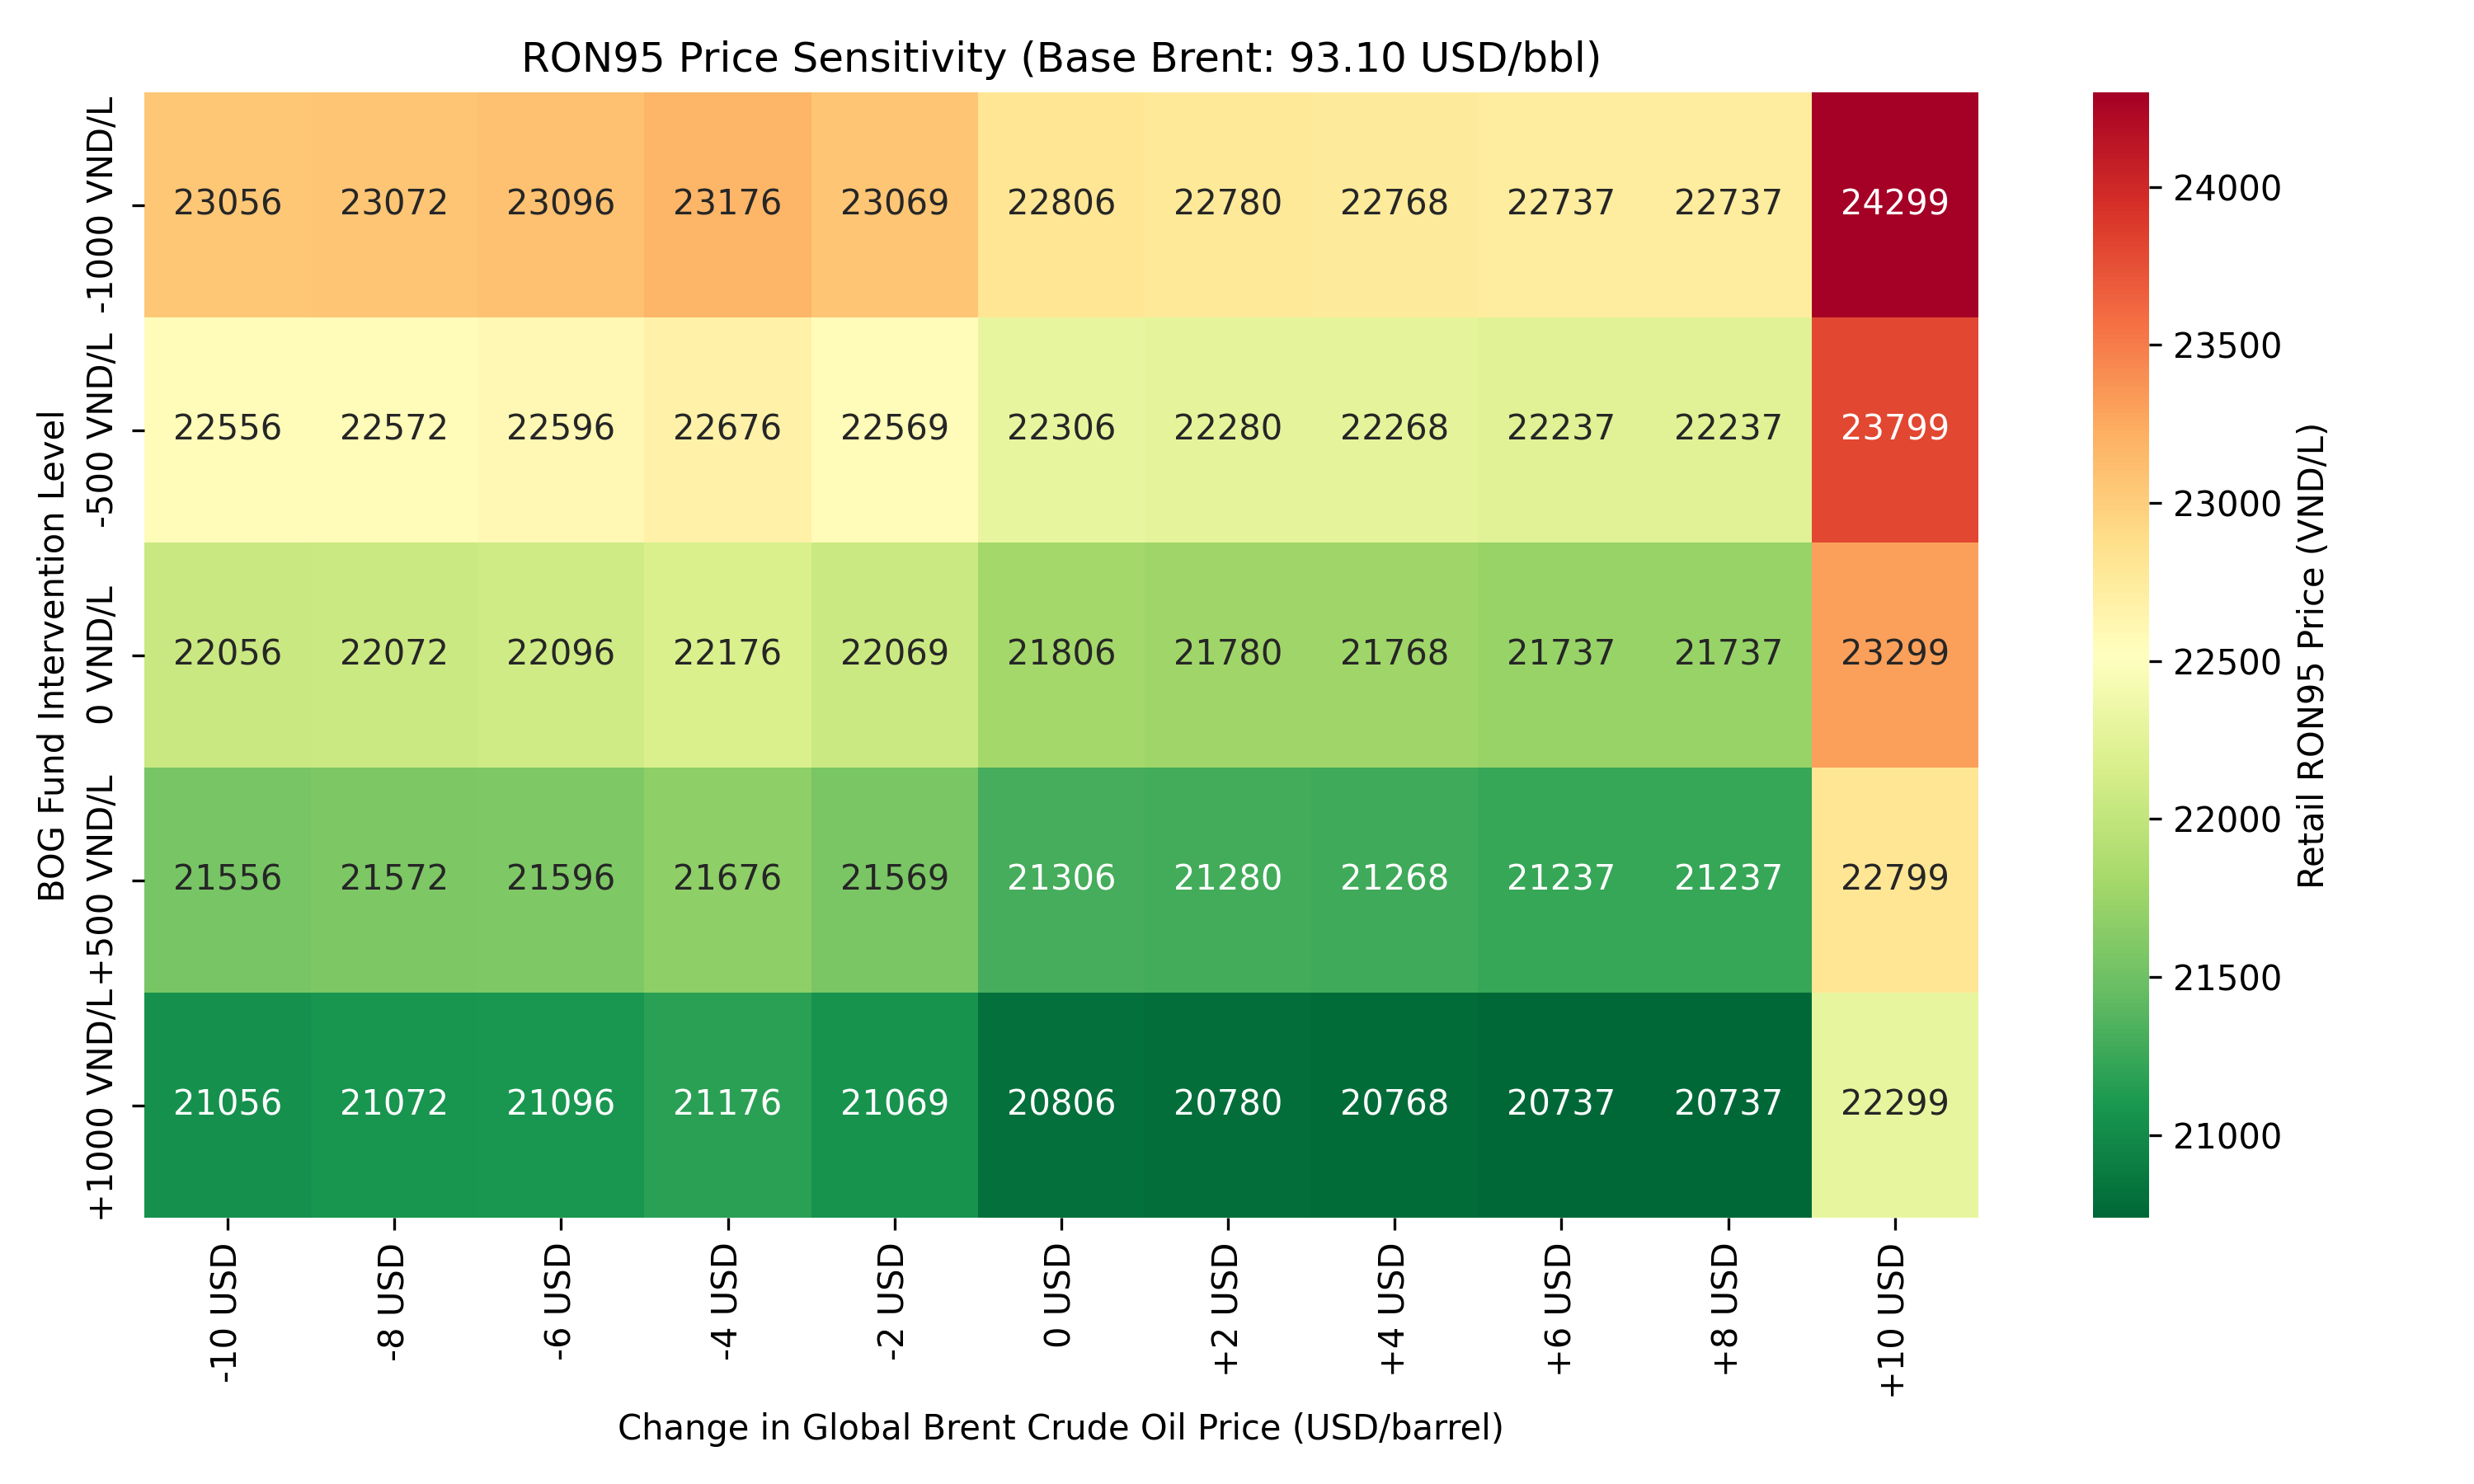 RON95 Price Sensitivity (Base Brent: 93.10 USD/bbl)
BOG Fund Intervention Level
-1000 VND/L
23056 23072 23096 23176 23069 22806 22780 22768 22737 22737 24299
-500 VND/L
22556 22572 22596 22676 22569 22306 22280 22268 22237 22237 23799
0 VND/L
22056 22072 22096 22176 22069 21806 21780 21768 21737 21737 23299
+500 VND/L
21556 21572 21596 21676 21569 21306 21280 21268 21237 21237 22799
+1000 VND/L
21056 21072 21096 21176 21069 20806 20780 20768 20737 20737 22299
-10 USD
-8 USD
-6 USD
-4 USD
-2 USD
0 USD
+2 USD
+4 USD
+6 USD
+8 USD
+10 USD
Change in Global Brent Crude Oil Price (USD/barrel)
24000
23500
23000
22500
22000
21500
21000
Retail RON95 Price (VND/L)